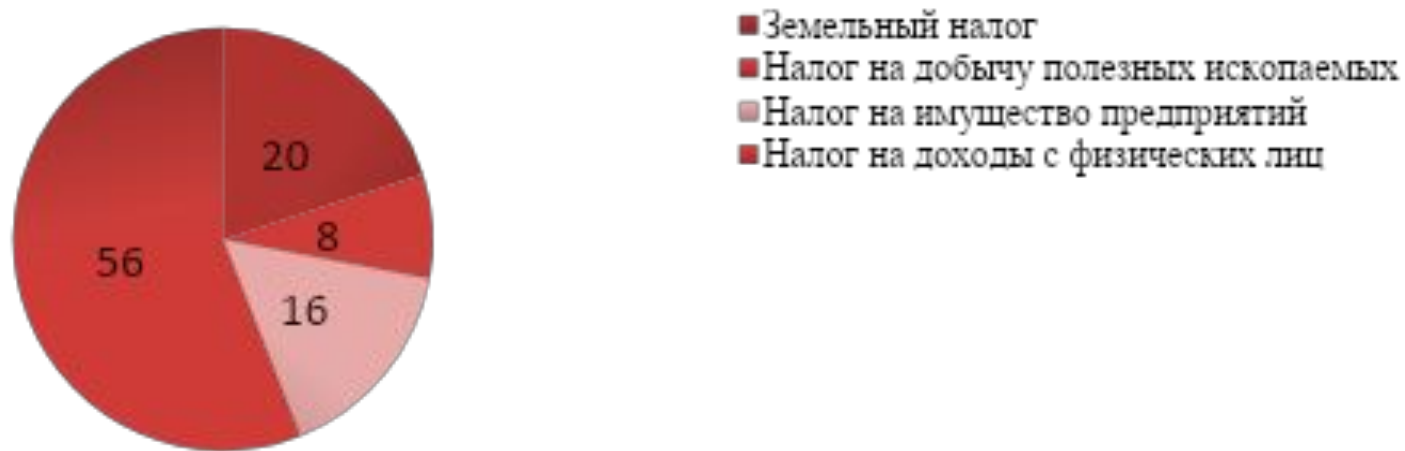 Земельный налог
Налог на добычу полезных ископаемых
Налог на имущество предприятий
Налог на доходы с физических лиц
20
8
56
16